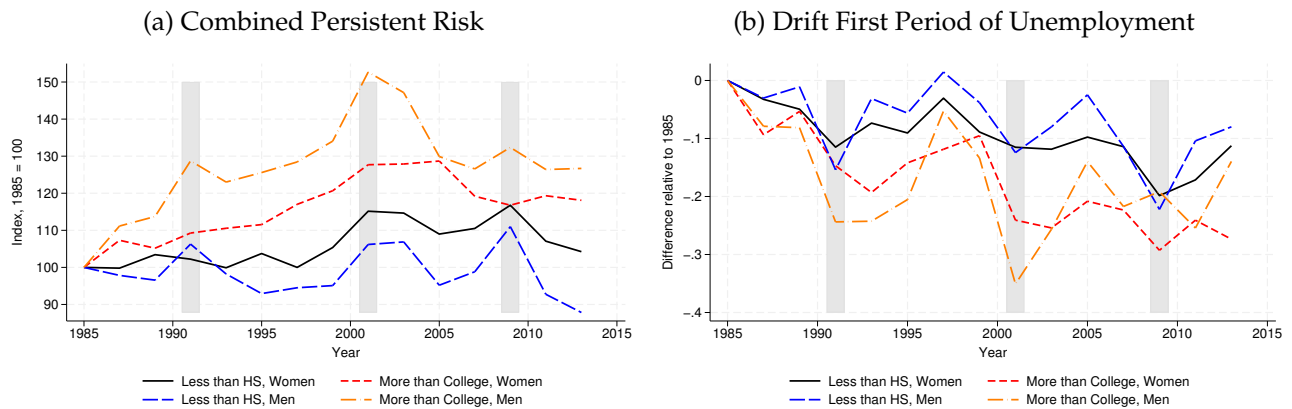 (a) Combined Persistent Risk
150
140
130
120
110
100
90
Index, 1985 = 100
1985
1990
1995
2000
2005
2010
2015
Year
Less than HS, Women
More than College, Women
Less than HS, Men
More than College, Men
(b) Drift First Period of Unemployment
0
-.1
-.2
-.3
-.4
Difference relative to 1985
1985
1990
1995
2000
2005
2010
2015
Year
Less than HS, Women
More than College, Women
Less than HS, Men
More than College, Men